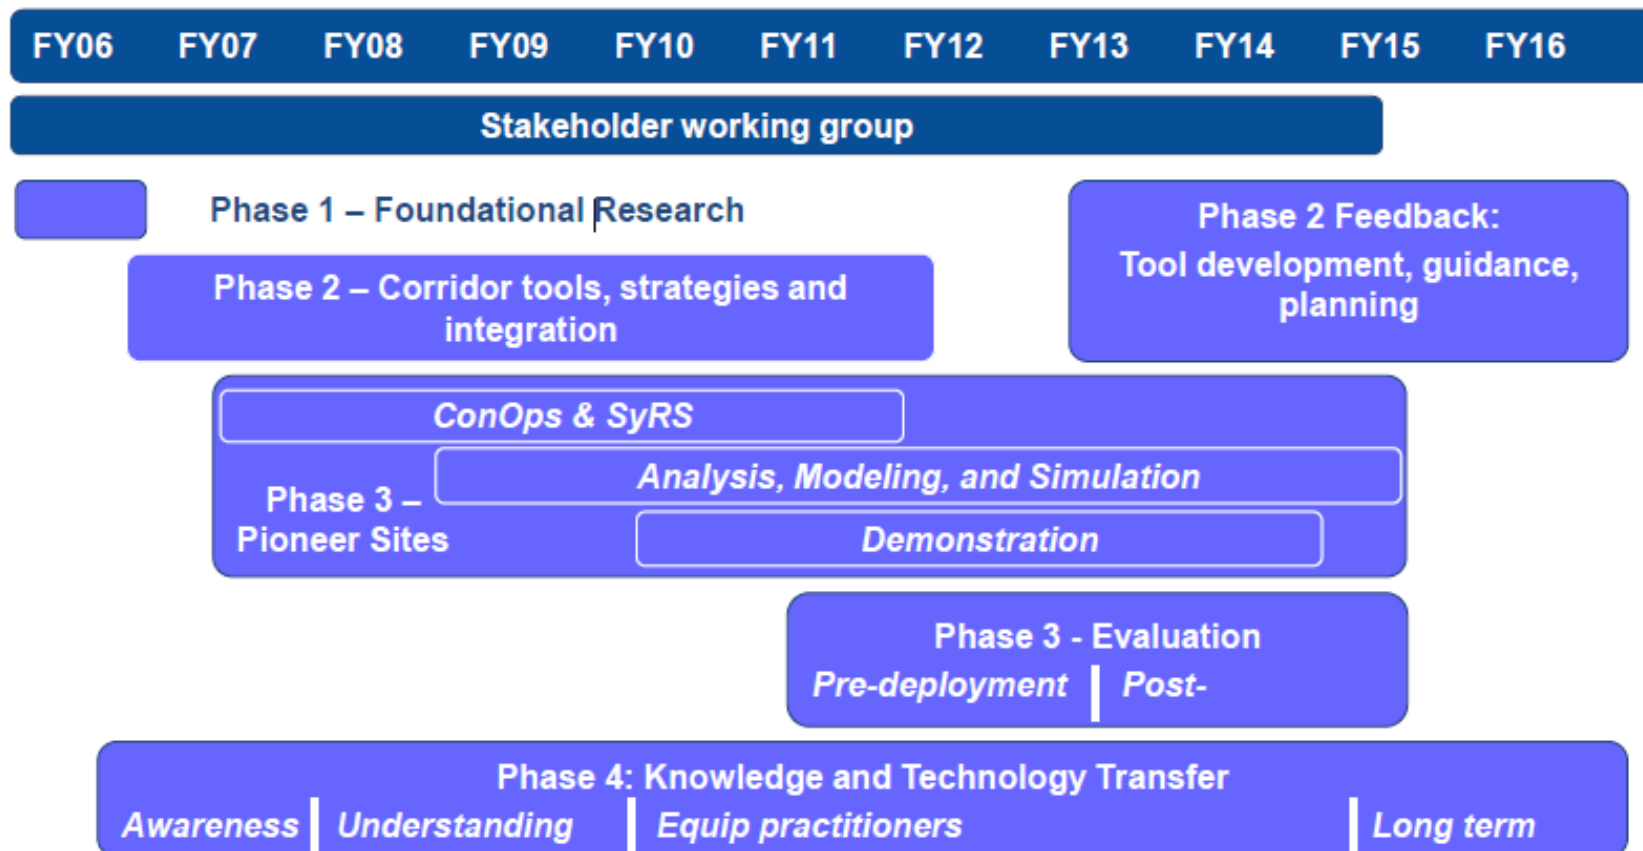 FY06 FY07 FY08 FY09 FY10 FY11 FY12 FY13 FY14 FY15 FY16
Stakeholder working group
Phase 1 – Foundational Research
Phase 2 Feedback:
Tool development, guidance,
planning
Phase 2 – Corridor tools, strategies and
integration
ConOps & SyRS
Analysis, Modeling, and Simulation
Phase 3 –
Pioneer Sites
Demonstration
Phase 3 - Evaluation
Pre-deployment Post-
Phase 4: Knowledge and Technology Transfer
Awareness Understanding Equip practitioners Long term